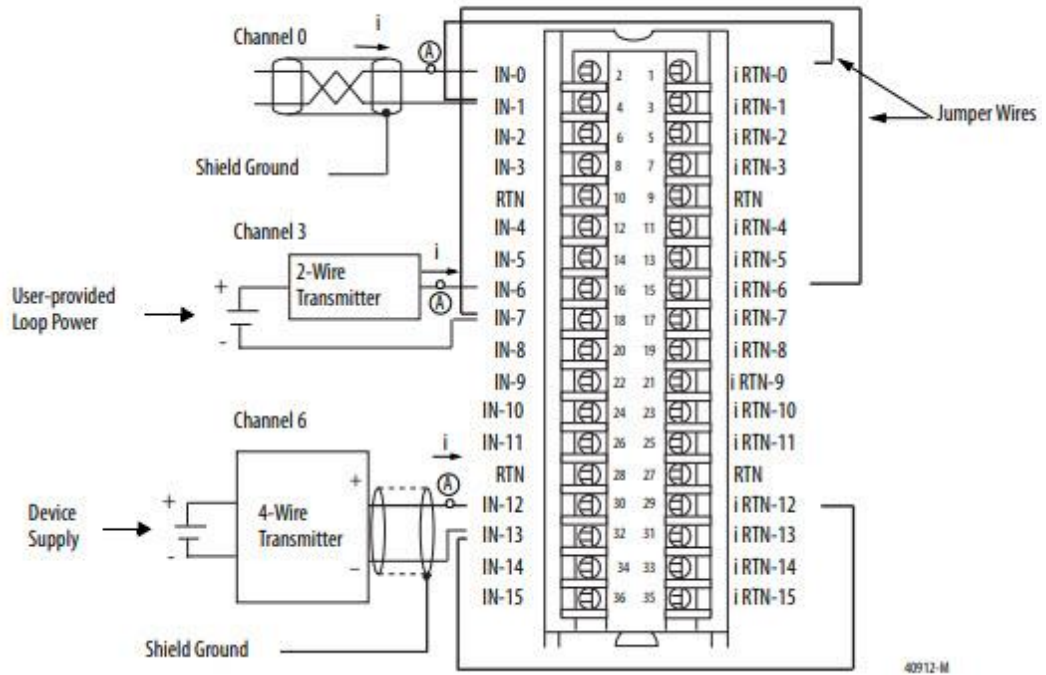 Channel 0
i
A
Shield Ground
Channel 3
i
2-Wire
Transmitter
A
+
-
User-provided
Loop Power
Channel 6
i
A
+
-
+
–
4-Wire
Transmitter
Device
Supply
Shield Ground
Jumper Wires
IN-0 2 1 i RTN-0
IN-1 4 3 i RTN-1
IN-2 6 5 i RTN-2
IN-3 8 7 i RTN-3
RTN 10 9 RTN
IN-4 12 11 i RTN-4
IN-5 14 13 i RTN-5
IN-6 16 15 i RTN-6
IN-7 18 17 i RTN-7
IN-8 20 19 i RTN-8
IN-9 22 21 i RTN-9
IN-10 24 23 i RTN-10
IN-11 26 25 i RTN-11
RTN 28 27 RTN
IN-12 30 29 i RTN-12
IN-13 32 31 i RTN-13
IN-14 34 33 i RTN-14
IN-15 36 35 i RTN-15
40912-M